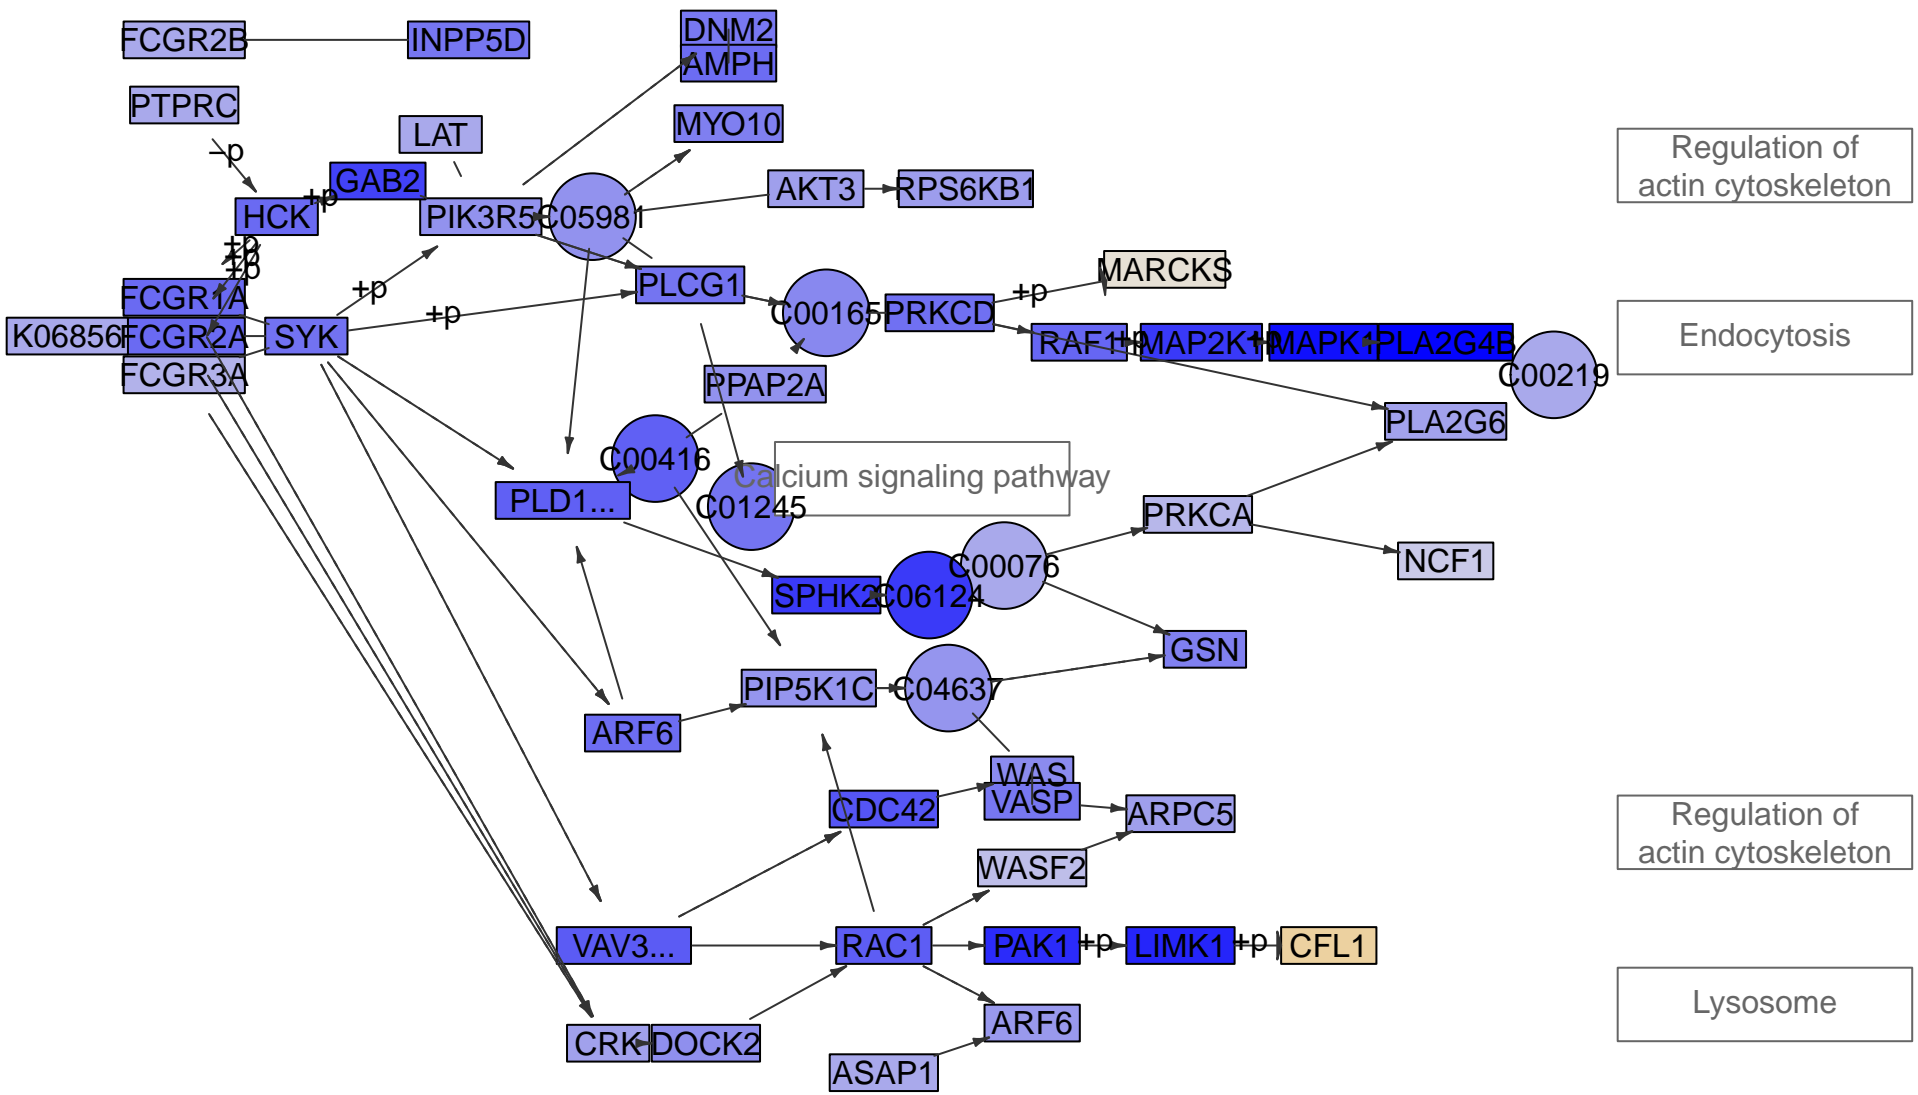 FCGR2B
INPP5D
DNM2
AMPH
PTPRC
LAT
MYO10
Regulation of
actin cytoskeleton
–p
GAB2
+p
HCK
PIK3R5
C05981
AKT3
RPS6KB1
+p
+p
+p
MARCKS
FCGR1A
+p
PLCG1
C00165
PRKCD
+p
K06856
FCGR2A
SYK
+p
RAF1
+p
MAP2K1
+p
MAPK1
PLA2G4B
Endocytosis
FCGR3A
PPAP2A
C00219
PLA2G6
C00416
Calcium signaling pathway
PLD1...
C01245
PRKCA
NCF1
C00076
SPHK2
C06124
GSN
PIP5K1C
C04637
ARF6
WAS
VASP
CDC42
ARPC5
Regulation of
actin cytoskeleton
WASF2
VAV3...
RAC1
PAK1
+p
LIMK1
+p
CFL1
Lysosome
ARF6
CRK
DOCK2
ASAP1